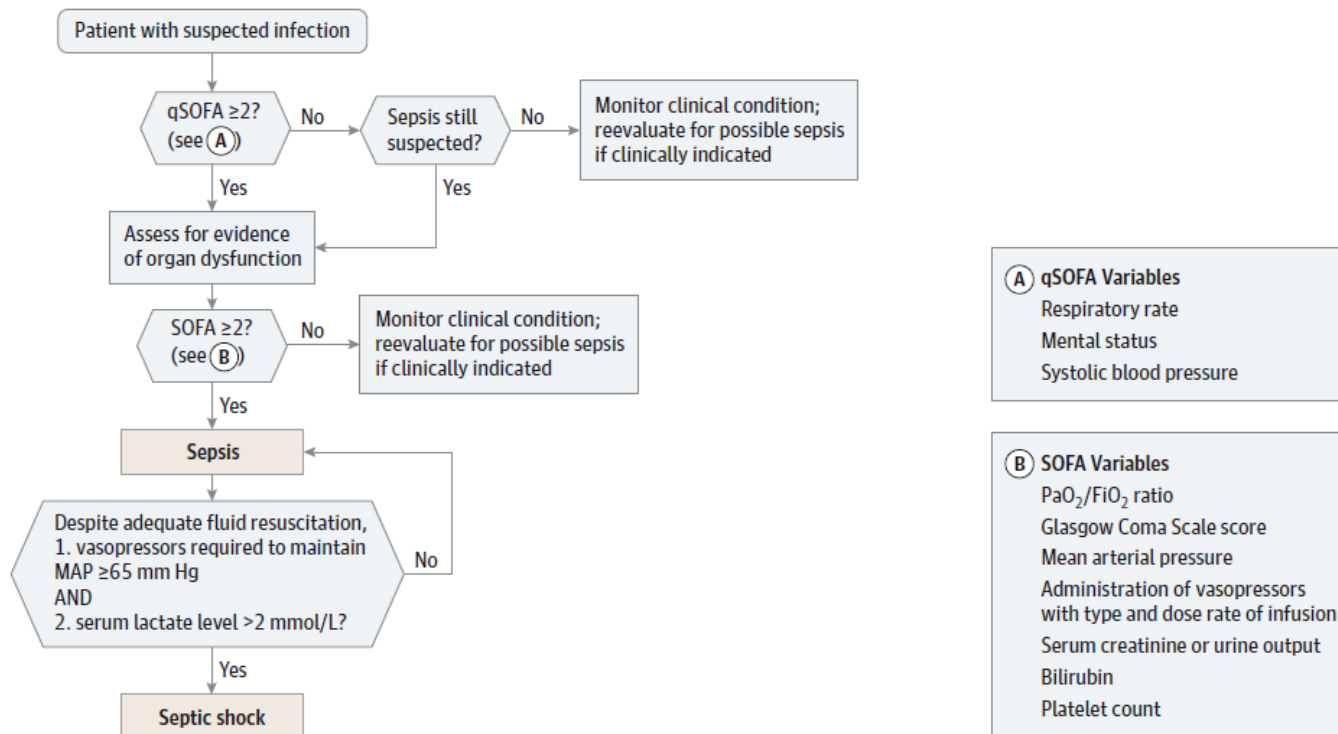 Patient with suspected infection
qSOFA ≥2?
(see A)
No
Sepsis still
suspected?
No
Monitor clinical condition;
reevaluate for possible sepsis
if clinically indicated
Yes
Yes
Assess for evidence
of organ dysfunction
SOFA ≥2?
(see B)
No
Monitor clinical condition;
reevaluate for possible sepsis
if clinically indicated
Yes
Sepsis
Despite adequate fluid resuscitation,
1. vasopressors required to maintain
MAP ≥65 mm Hg
AND
2. serum lactate level >2 mmol/L?
No
Yes
Septic shock
A qSOFA Variables
Respiratory rate
Mental status
Systolic blood pressure
B SOFA Variables
PaO₂/FiO₂ ratio
Glasgow Coma Scale score
Mean arterial pressure
Administration of vasopressors
with type and dose rate of infusion
Serum creatinine or urine output
Bilirubin
Platelet count